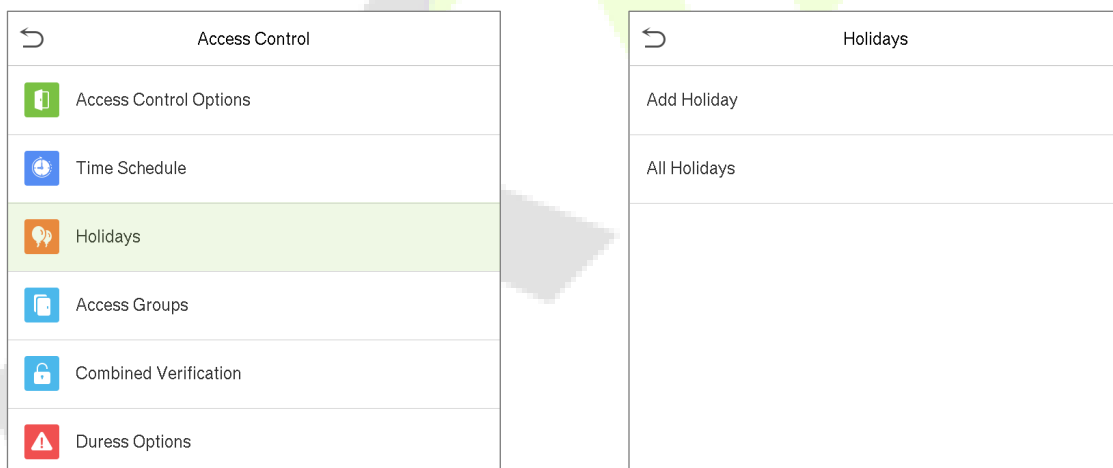 Access Control
Access Control Options
Time Schedule
Holidays
Access Groups
Combined Verification
Duress Options
Holidays
Add Holiday
All Holidays